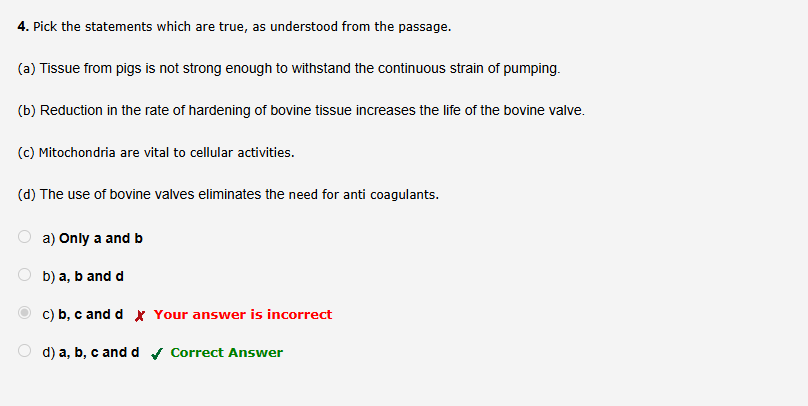 4. Pick the statements which are true, as understood from the passage.
(a) Tissue from pigs is not strong enough to withstand the continuous strain of pumping.
(b) Reduction in the rate of hardening of bovine tissue increases the life of the bovine valve.
(c) Mitochondria are vital to cellular activities.
(d) The use of bovine valves eliminates the need for anti coagulants.
a) Only a and b
b) a, b and d
c) b, c and d ✗ Your answer is incorrect
d) a, b, c and d ✓ Correct Answer